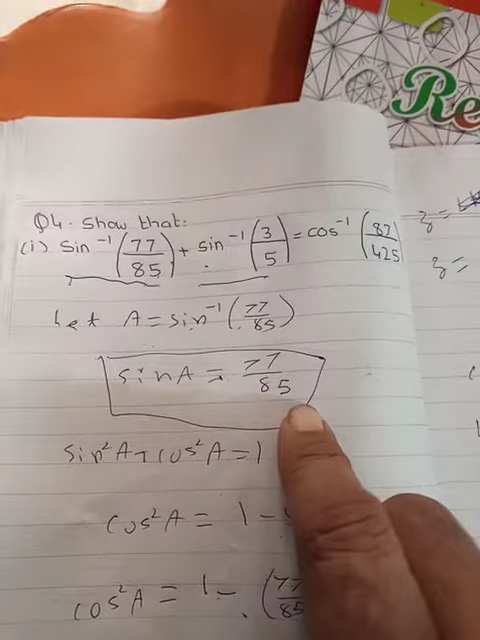 Re
Q4. Show that:
(i) Sin⁻¹(77/85) + sin⁻¹(3/5) = cos⁻¹(87/425
Let A = sin⁻¹(77/85)
sinA = 77/85
sin²A + cos²A = 1
cos²A = 1 -
cos²A = 1 - (77/85
z =
z =